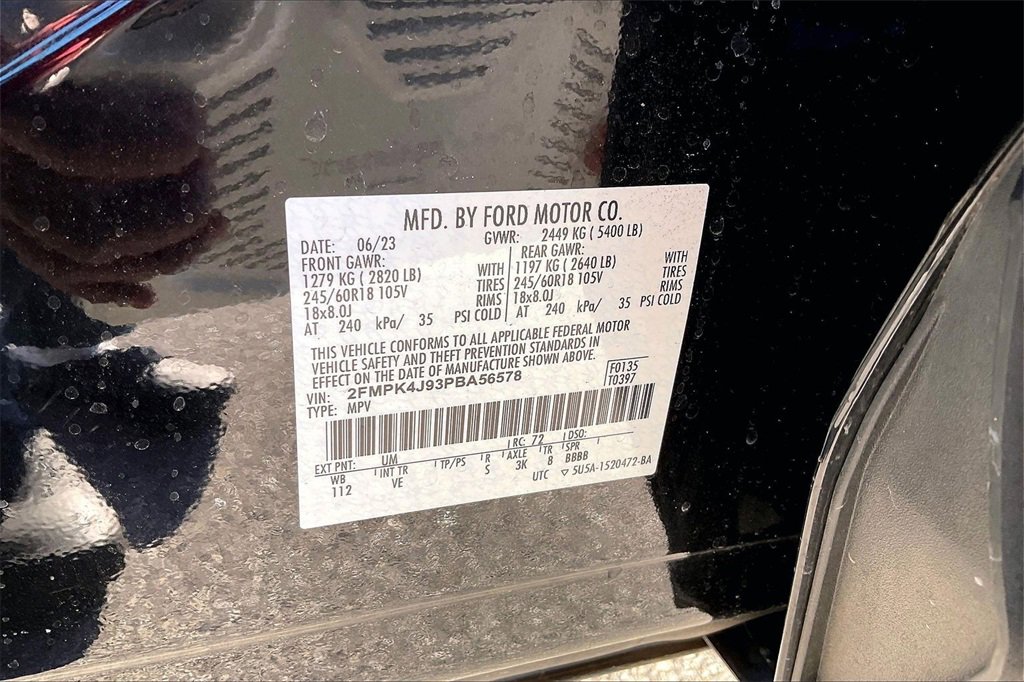 MFD. BY FORD MOTOR CO.
DATE: 06/23 GVWR: 2449 KG ( 5400 LB)
FRONT GAWR: REAR GAWR:
1279 KG ( 2820 LB) WITH 1197 KG ( 2640 LB) WITH
245/60R18 105V TIRES 245/60R18 105V TIRES
18x8.0J RIMS 18x8.0J RIMS
AT 240 kPa/ 35 PSI COLD AT 240 kPa/ 35 PSI COLD
THIS VEHICLE CONFORMS TO ALL APPLICABLE FEDERAL MOTOR
VEHICLE SAFETY AND THEFT PREVENTION STANDARDS IN
EFFECT ON THE DATE OF MANUFACTURE SHOWN ABOVE.
VIN: 2FMPK4J93PBA56578 F0135
TYPE: MPV T0397
EXT PNT: UM RC: 72 DSO:
WB INT TR TP/PS R AXLE TR SPR
112 VE S 3K 8 BBBB
UTC ▽ 5U5A-1520472-BA